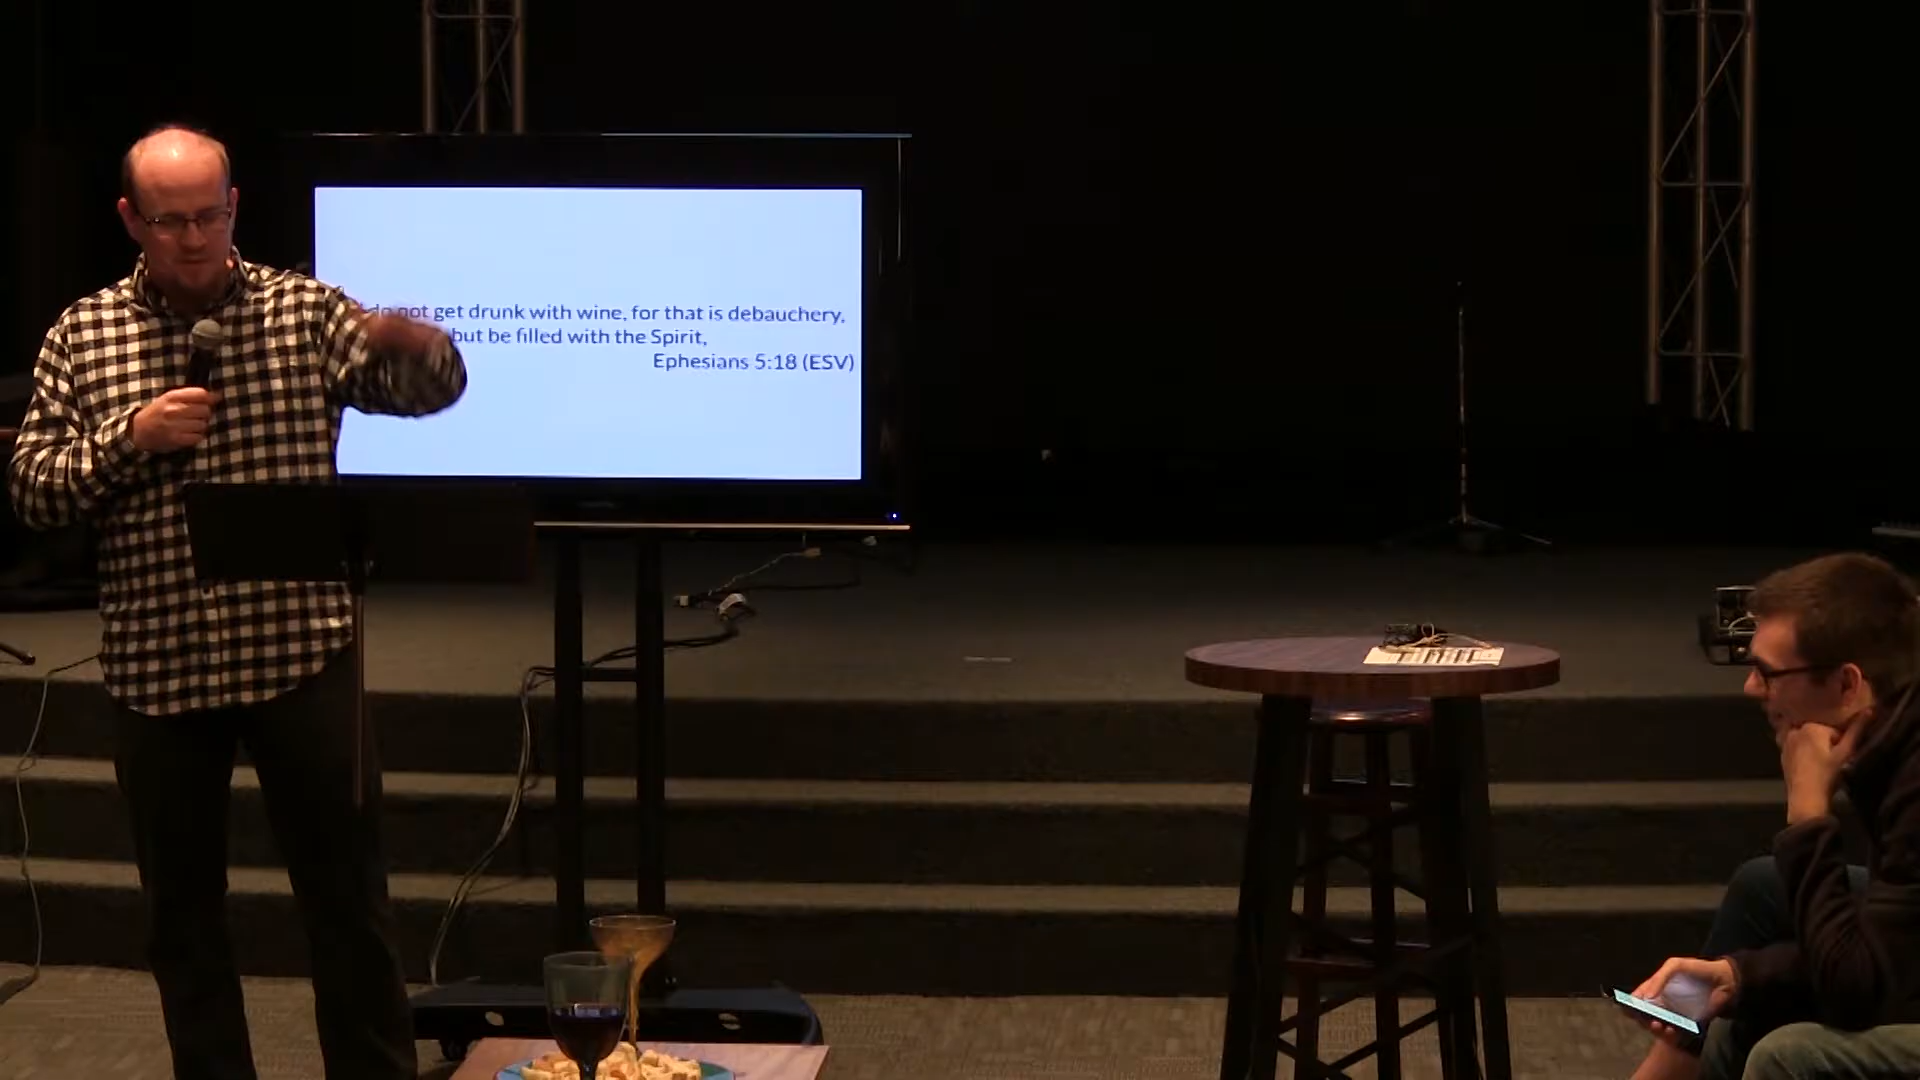 do not get drunk with wine, for that is debauchery,
but be filled with the Spirit,
Ephesians 5:18 (ESV)